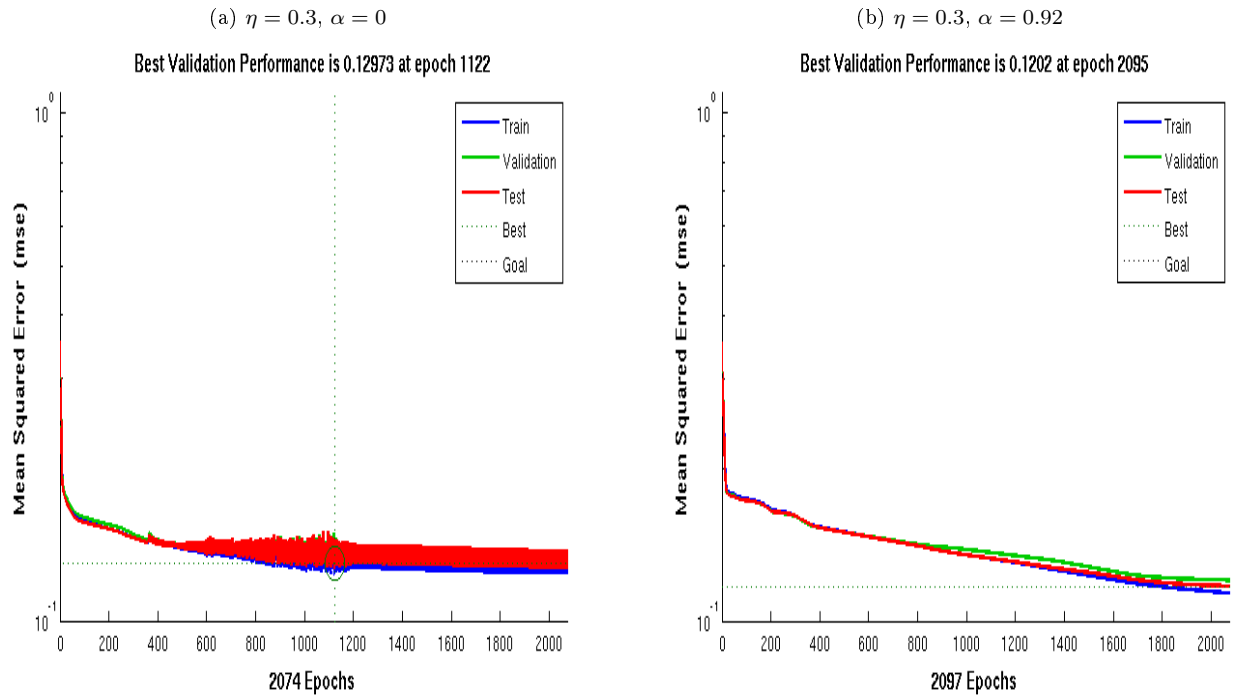 (a) η = 0.3, α = 0
Best Validation Performance is 0.12973 at epoch 1122
Mean Squared Error (mse)
10^0
10^-1
Train
Validation
Test
Best
Goal
0 200 400 600 800 1000 1200 1400 1600 1800 2000
2074 Epochs
(b) η = 0.3, α = 0.92
Best Validation Performance is 0.1202 at epoch 2095
Mean Squared Error (mse)
10^0
10^-1
Train
Validation
Test
Best
Goal
0 200 400 600 800 1000 1200 1400 1600 1800 2000
2097 Epochs